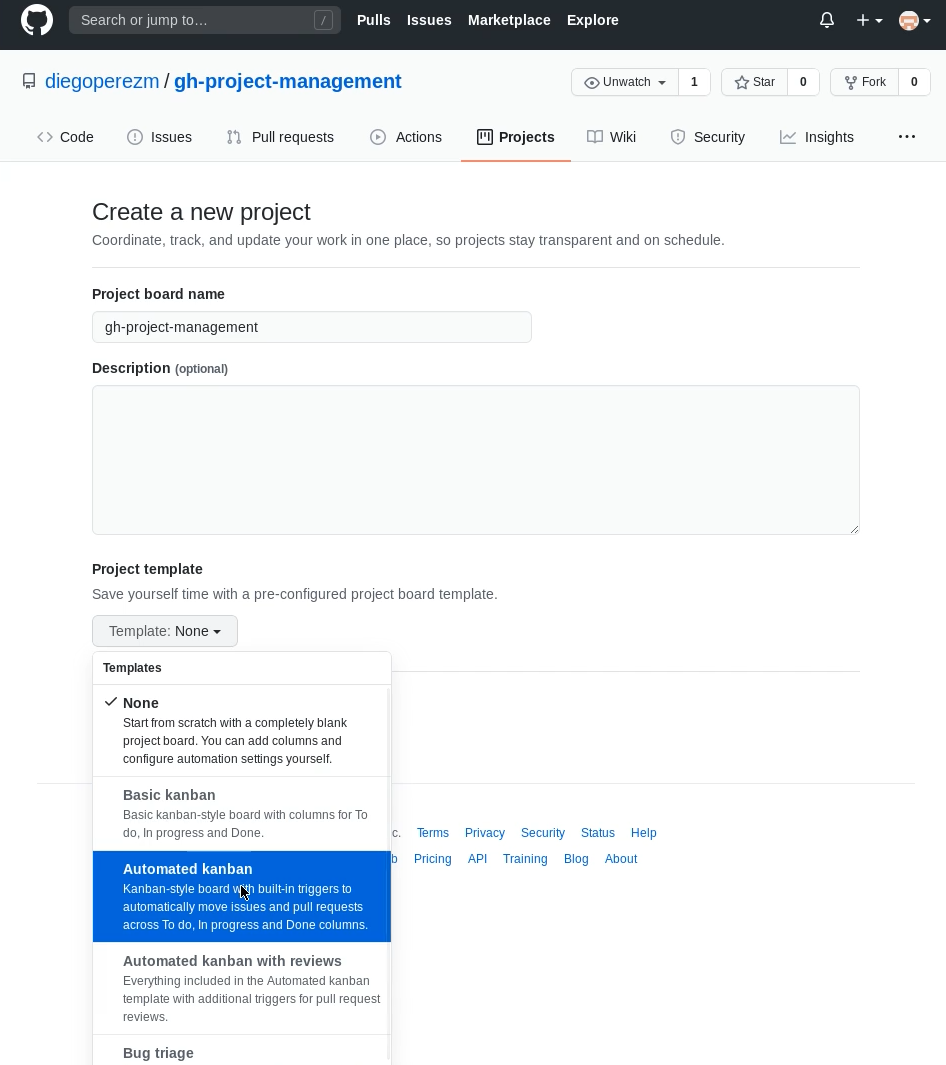 Search or jump to… /
Pulls Issues Marketplace Explore
diegoperezm / gh-project-management
Unwatch 1 Star 0 Fork 0
Code Issues Pull requests Actions Projects Wiki Security Insights
Create a new project
Coordinate, track, and update your work in one place, so projects stay transparent and on schedule.
Project board name
gh-project-management
Description (optional)
Project template
Save yourself time with a pre-configured project board template.
Template: None
Templates
None
Start from scratch with a completely blank
project board. You can add columns and
configure automation settings yourself.
Basic kanban
Basic kanban-style board with columns for To
do, In progress and Done.
c. Terms Privacy Security Status Help
b Pricing API Training Blog About
Automated kanban
Kanban-style board with built-in triggers to
automatically move issues and pull requests
across To do, In progress and Done columns.
Automated kanban with reviews
Everything included in the Automated kanban
template with additional triggers for pull request
reviews.
Bug triage